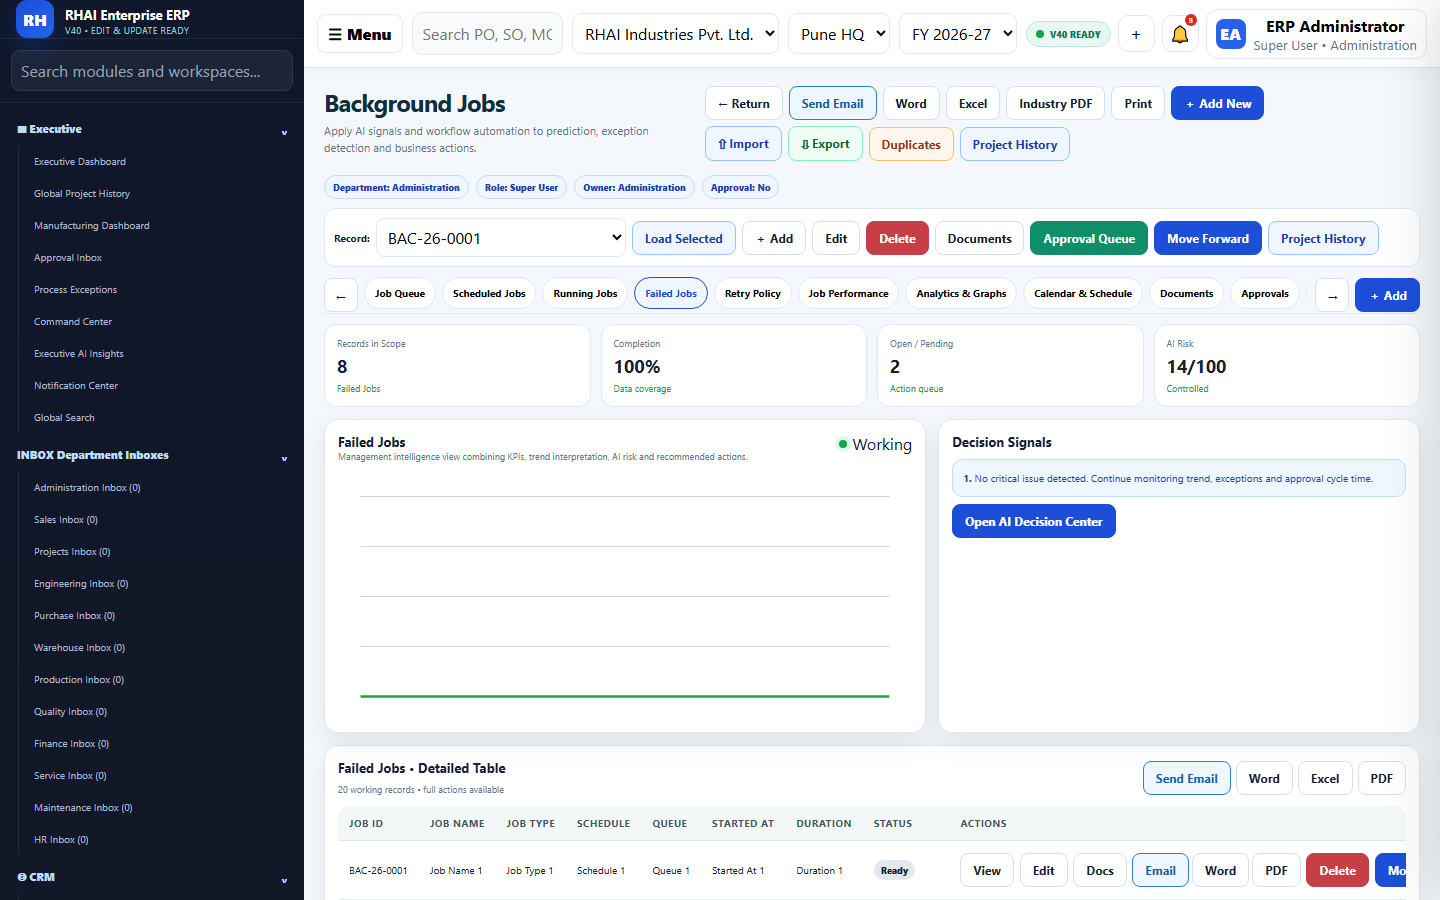 RH
RHAI Enterprise ERP
V40 • EDIT & UPDATE READY
Search modules and workspaces...
Executive
Executive Dashboard
Global Project History
Manufacturing Dashboard
Approval Inbox
Process Exceptions
Command Center
Executive AI Insights
Notification Center
Global Search
INBOX Department Inboxes
Administration Inbox (0)
Sales Inbox (0)
Projects Inbox (0)
Engineering Inbox (0)
Purchase Inbox (0)
Warehouse Inbox (0)
Production Inbox (0)
Quality Inbox (0)
Finance Inbox (0)
Service Inbox (0)
Maintenance Inbox (0)
HR Inbox (0)
CRM
☰ Menu
Search PO, SO, MO
RHAI Industries Pvt. Ltd.
Pune HQ
FY 2026-27
V40 READY
+
8
EA
ERP Administrator
Super User • Administration
Background Jobs
Apply AI signals and workflow automation to prediction, exception
detection and business actions.
← Return
Send Email
Word
Excel
Industry PDF
Print
+ Add New
⇧ Import
⇩ Export
Duplicates
Project History
Department: Administration
Role: Super User
Owner: Administration
Approval: No
Record:
BAC-26-0001
Load Selected
+ Add
Edit
Delete
Documents
Approval Queue
Move Forward
Project History
←
Job Queue
Scheduled Jobs
Running Jobs
Failed Jobs
Retry Policy
Job Performance
Analytics & Graphs
Calendar & Schedule
Documents
Approvals
→
+ Add
Records in Scope
8
Failed Jobs
Completion
100%
Data coverage
Open / Pending
2
Action queue
AI Risk
14/100
Controlled
Failed Jobs
Management intelligence view combining KPIs, trend interpretation, AI risk and recommended actions.
Working
Decision Signals
1. No critical issue detected. Continue monitoring trend, exceptions and approval cycle time.
Open AI Decision Center
Failed Jobs • Detailed Table
20 working records • full actions available
Send Email
Word
Excel
PDF
JOB ID JOB NAME JOB TYPE SCHEDULE QUEUE STARTED AT DURATION STATUS ACTIONS
BAC-26-0001 Job Name 1 Job Type 1 Schedule 1 Queue 1 Started At 1 Duration 1 Ready View Edit Docs Email Word PDF Delete Mo